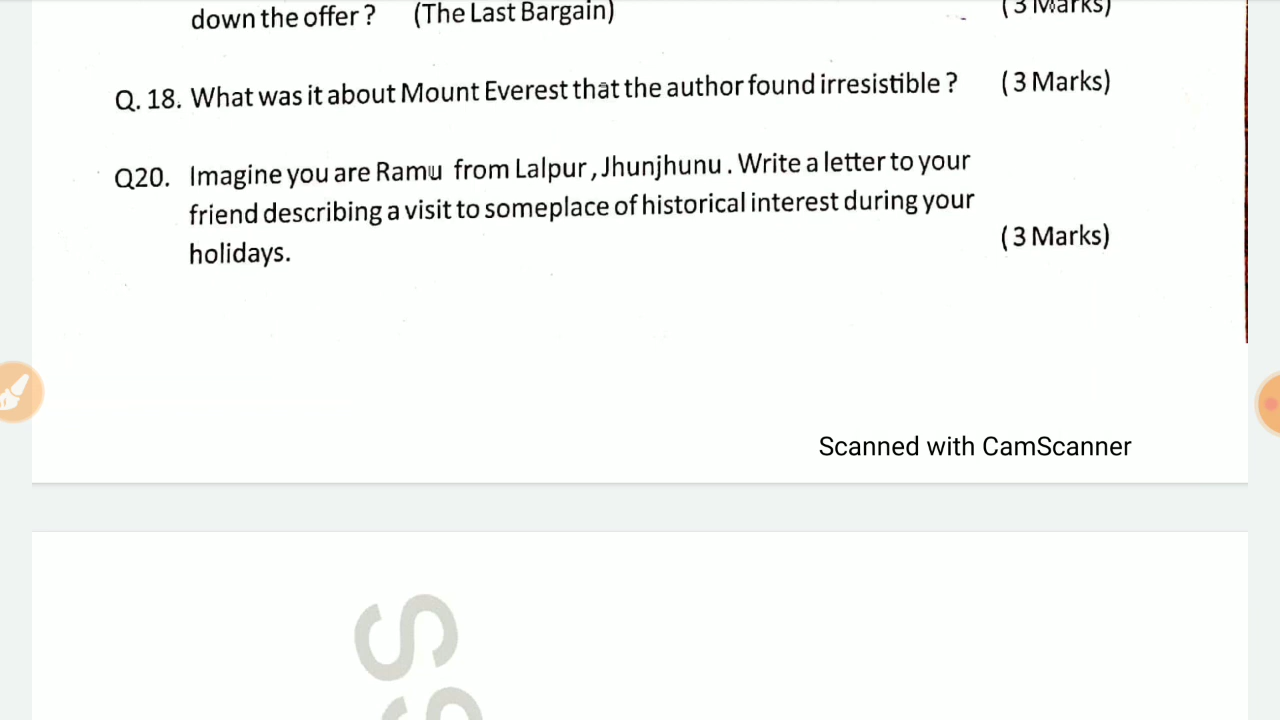 down the offer ? (The Last Bargain) (3 Marks)
Q. 18. What was it about Mount Everest that the author found irresistible ? (3 Marks)
Q20. Imagine you are Ramu from Lalpur , Jhunjhunu . Write a letter to your
friend describing a visit to someplace of historical interest during your
holidays. (3 Marks)
Scanned with CamScanner